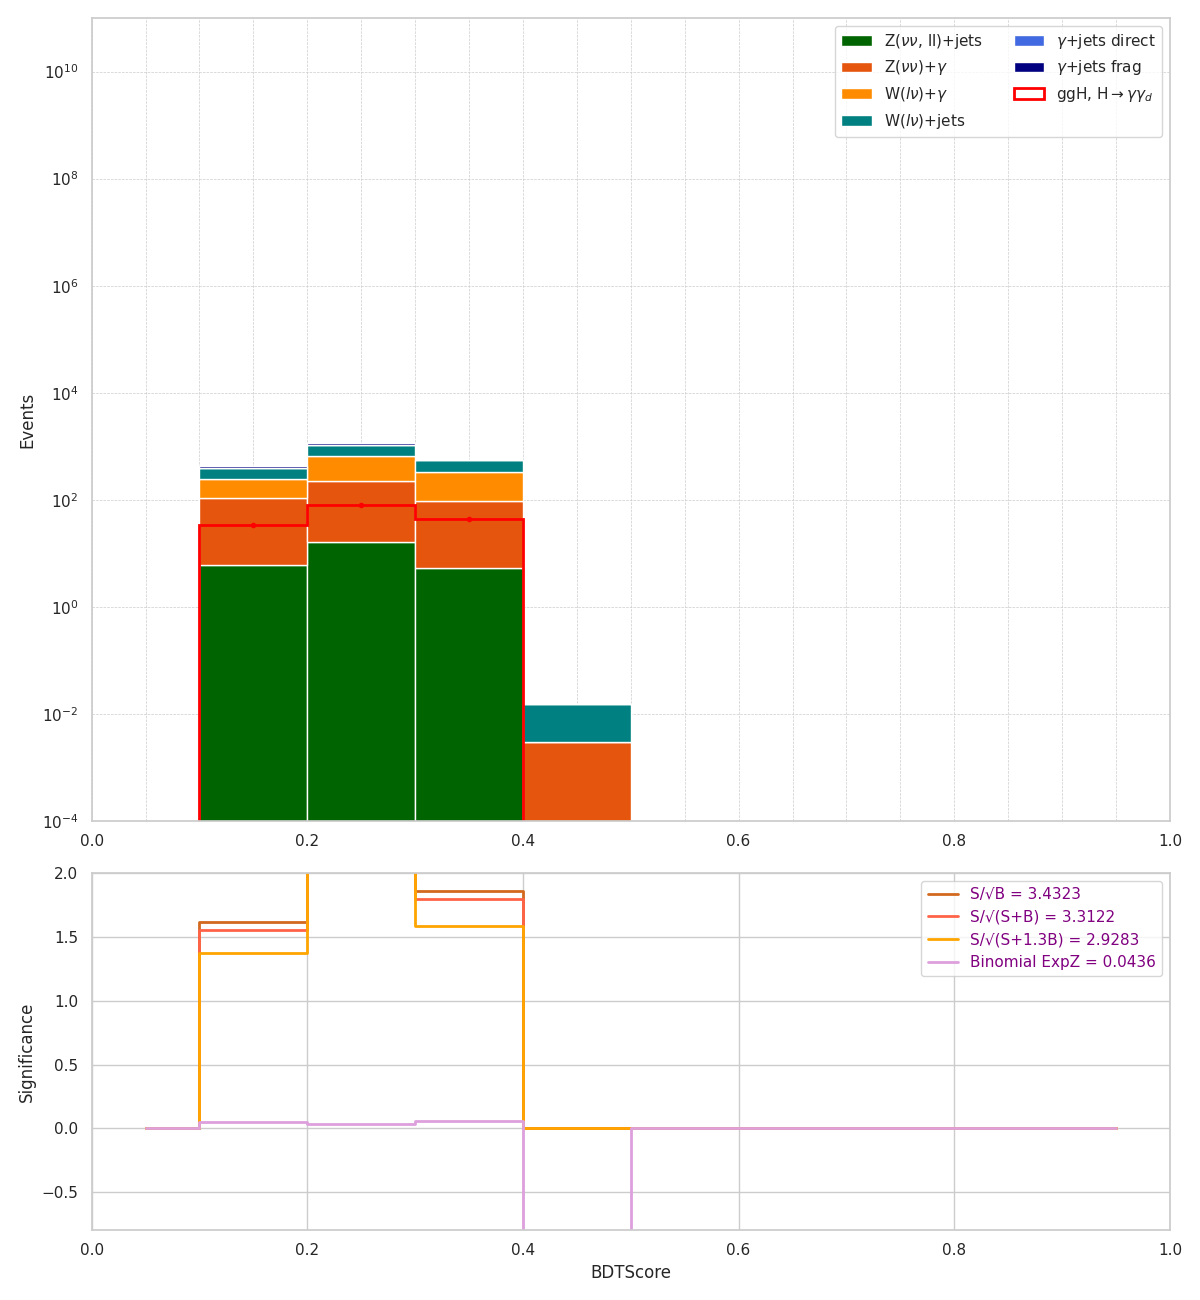 Z(νν, ll)+jets
Z(νν)+γ
W(lν)+γ
W(lν)+jets
γ+jets direct
γ+jets frag
ggH, H→γγ_d
10^10
10^8
10^6
10^4
10^2
10^0
10^−2
10^−4
Events
0.0 0.2 0.4 0.6 0.8 1.0
S/√B = 3.4323
S/√(S+B) = 3.3122
S/√(S+1.3B) = 2.9283
Binomial ExpZ = 0.0436
2.0
1.5
1.0
0.5
0.0
−0.5
Significance
0.0 0.2 0.4 0.6 0.8 1.0
BDTScore